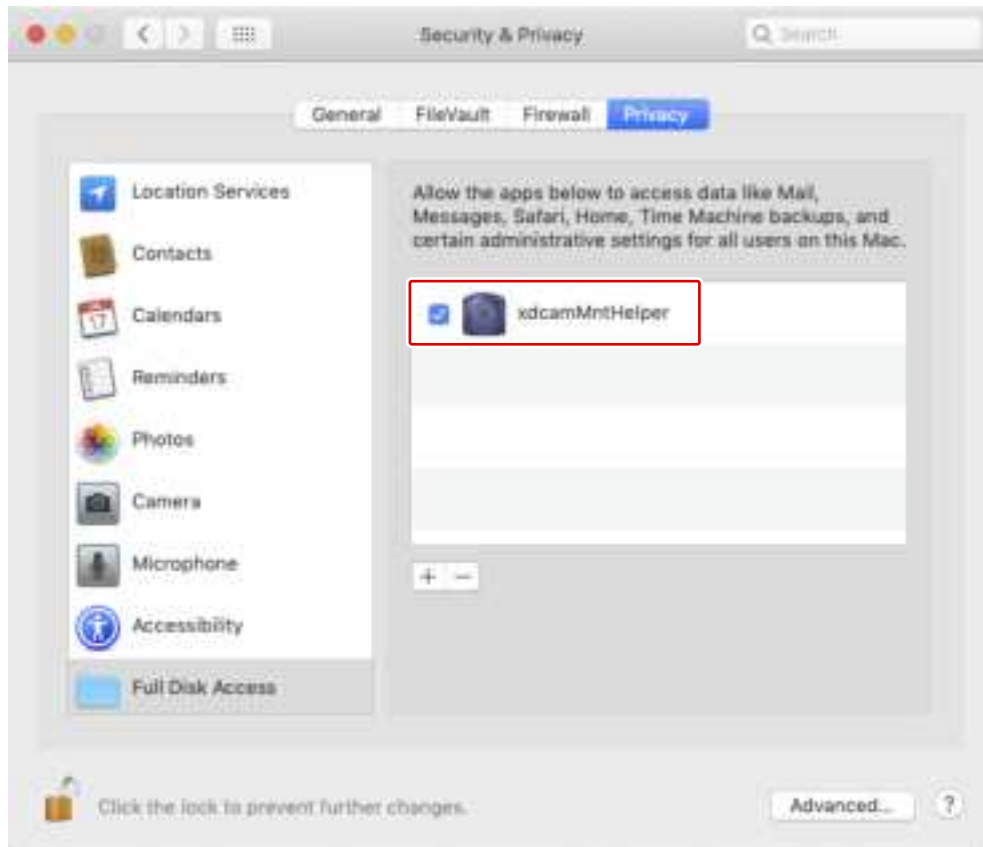 Security & Privacy
Search
General
FileVault
Firewall
Privacy
Location Services
Contacts
Calendars
17
Reminders
Photos
Camera
Microphone
Accessibility
Full Disk Access
Allow the apps below to access data like Mail,
Messages, Safari, Home, Time Machine backups, and
certain administrative settings for all users on this Mac.
xdcamMntHelper
+ −
Click the lock to prevent further changes.
Advanced...
?